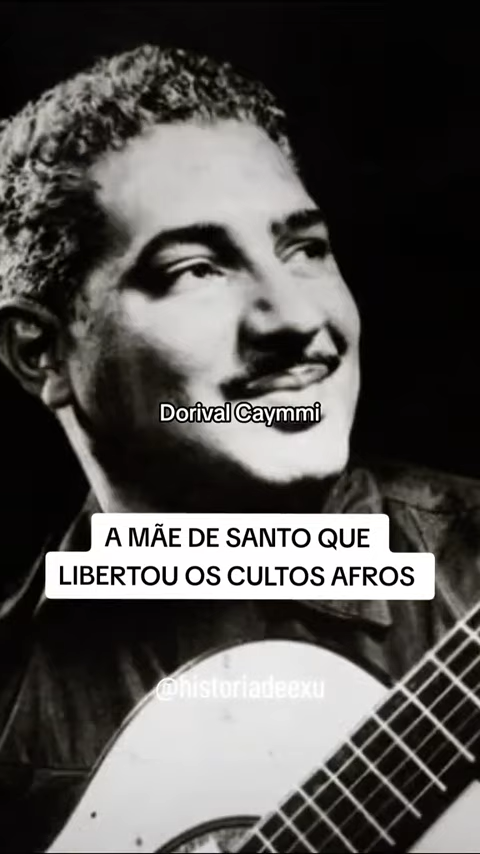 Dorival Caymmi
A MÃE DE SANTO QUE
LIBERTOU OS CULTOS AFROS
@historiadeexu